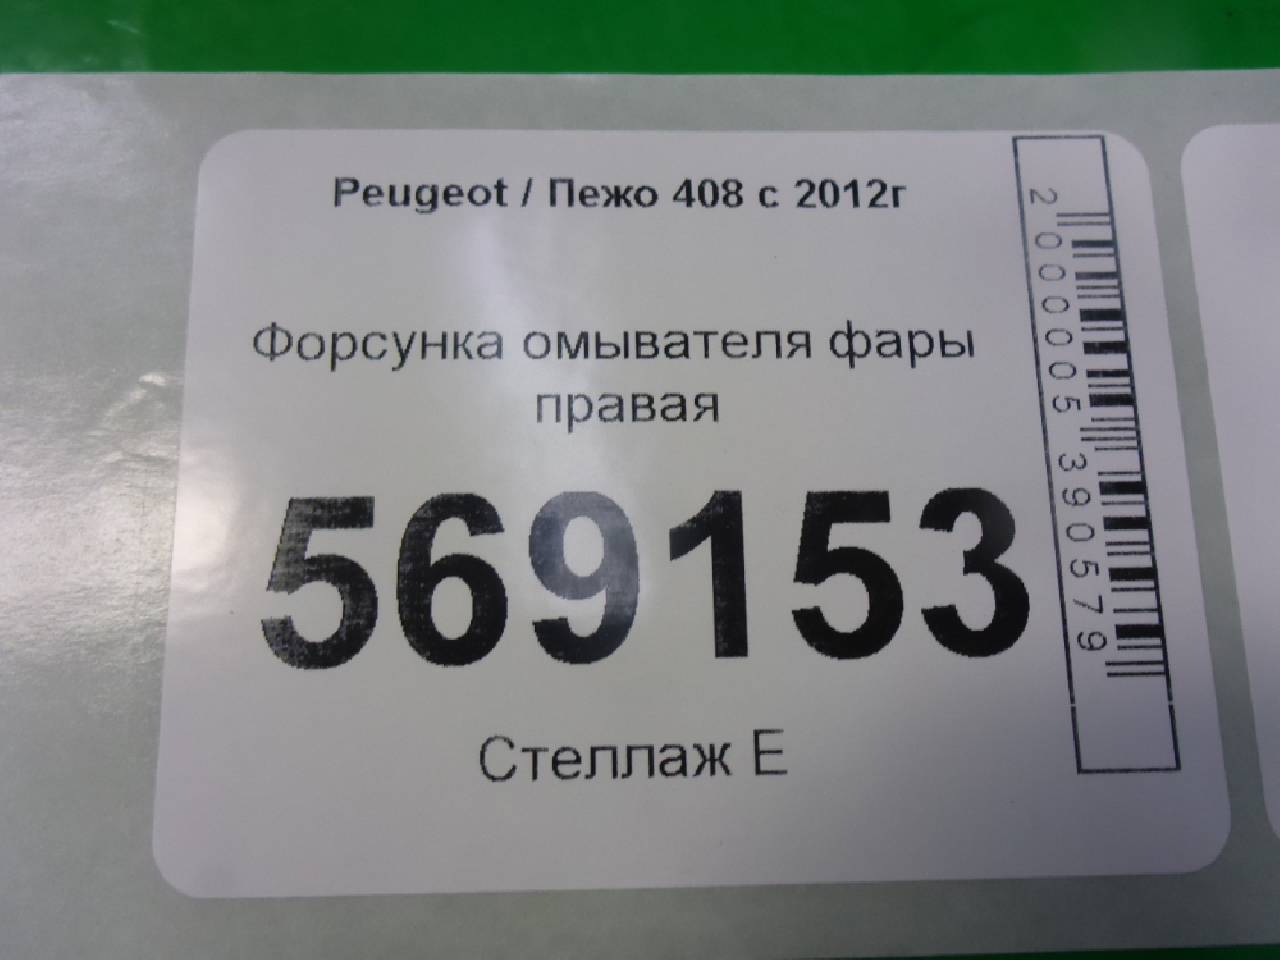 Peugeot / Пежо 408 с 2012г
Форсунка омывателя фары
правая
569153
Стеллаж Е
2000005390579